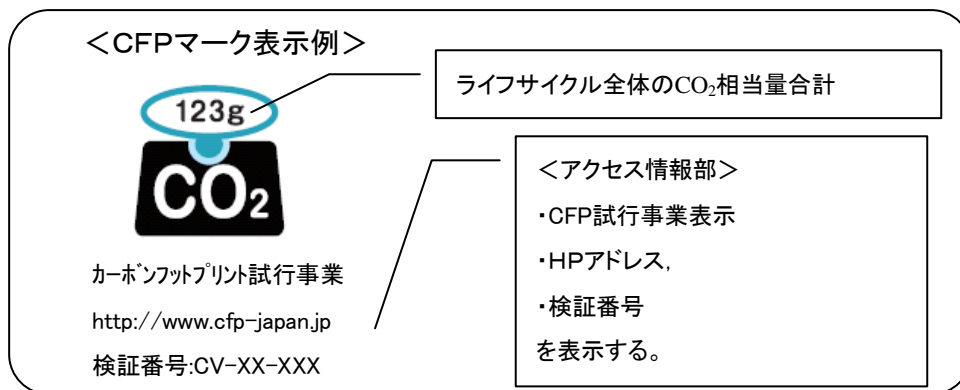 ＜CFPマーク表示例＞
123g
CO₂
ｶｰﾎﾞﾝﾌｯﾄﾌﾟﾘﾝﾄ試行事業
http://www.cfp-japan.jp
検証番号:CV-XX-XXX
ライフサイクル全体のCO₂相当量合計
＜アクセス情報部＞
・CFP試行事業表示
・HPアドレス,
・検証番号
を表示する。